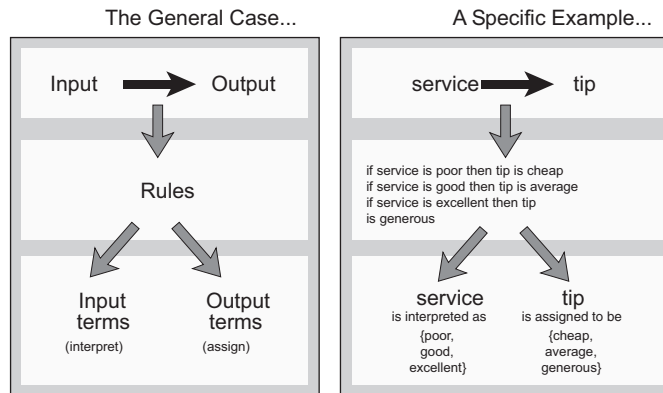 The General Case...
Input
Output
Rules
Input
terms
(interpret)
Output
terms
(assign)
A Specific Example...
service
tip
if service is poor then tip is cheap
if service is good then tip is average
if service is excellent then tip
is generous
service
is interpreted as
{poor,
good,
excellent}
tip
is assigned to be
{cheap,
average,
generous}